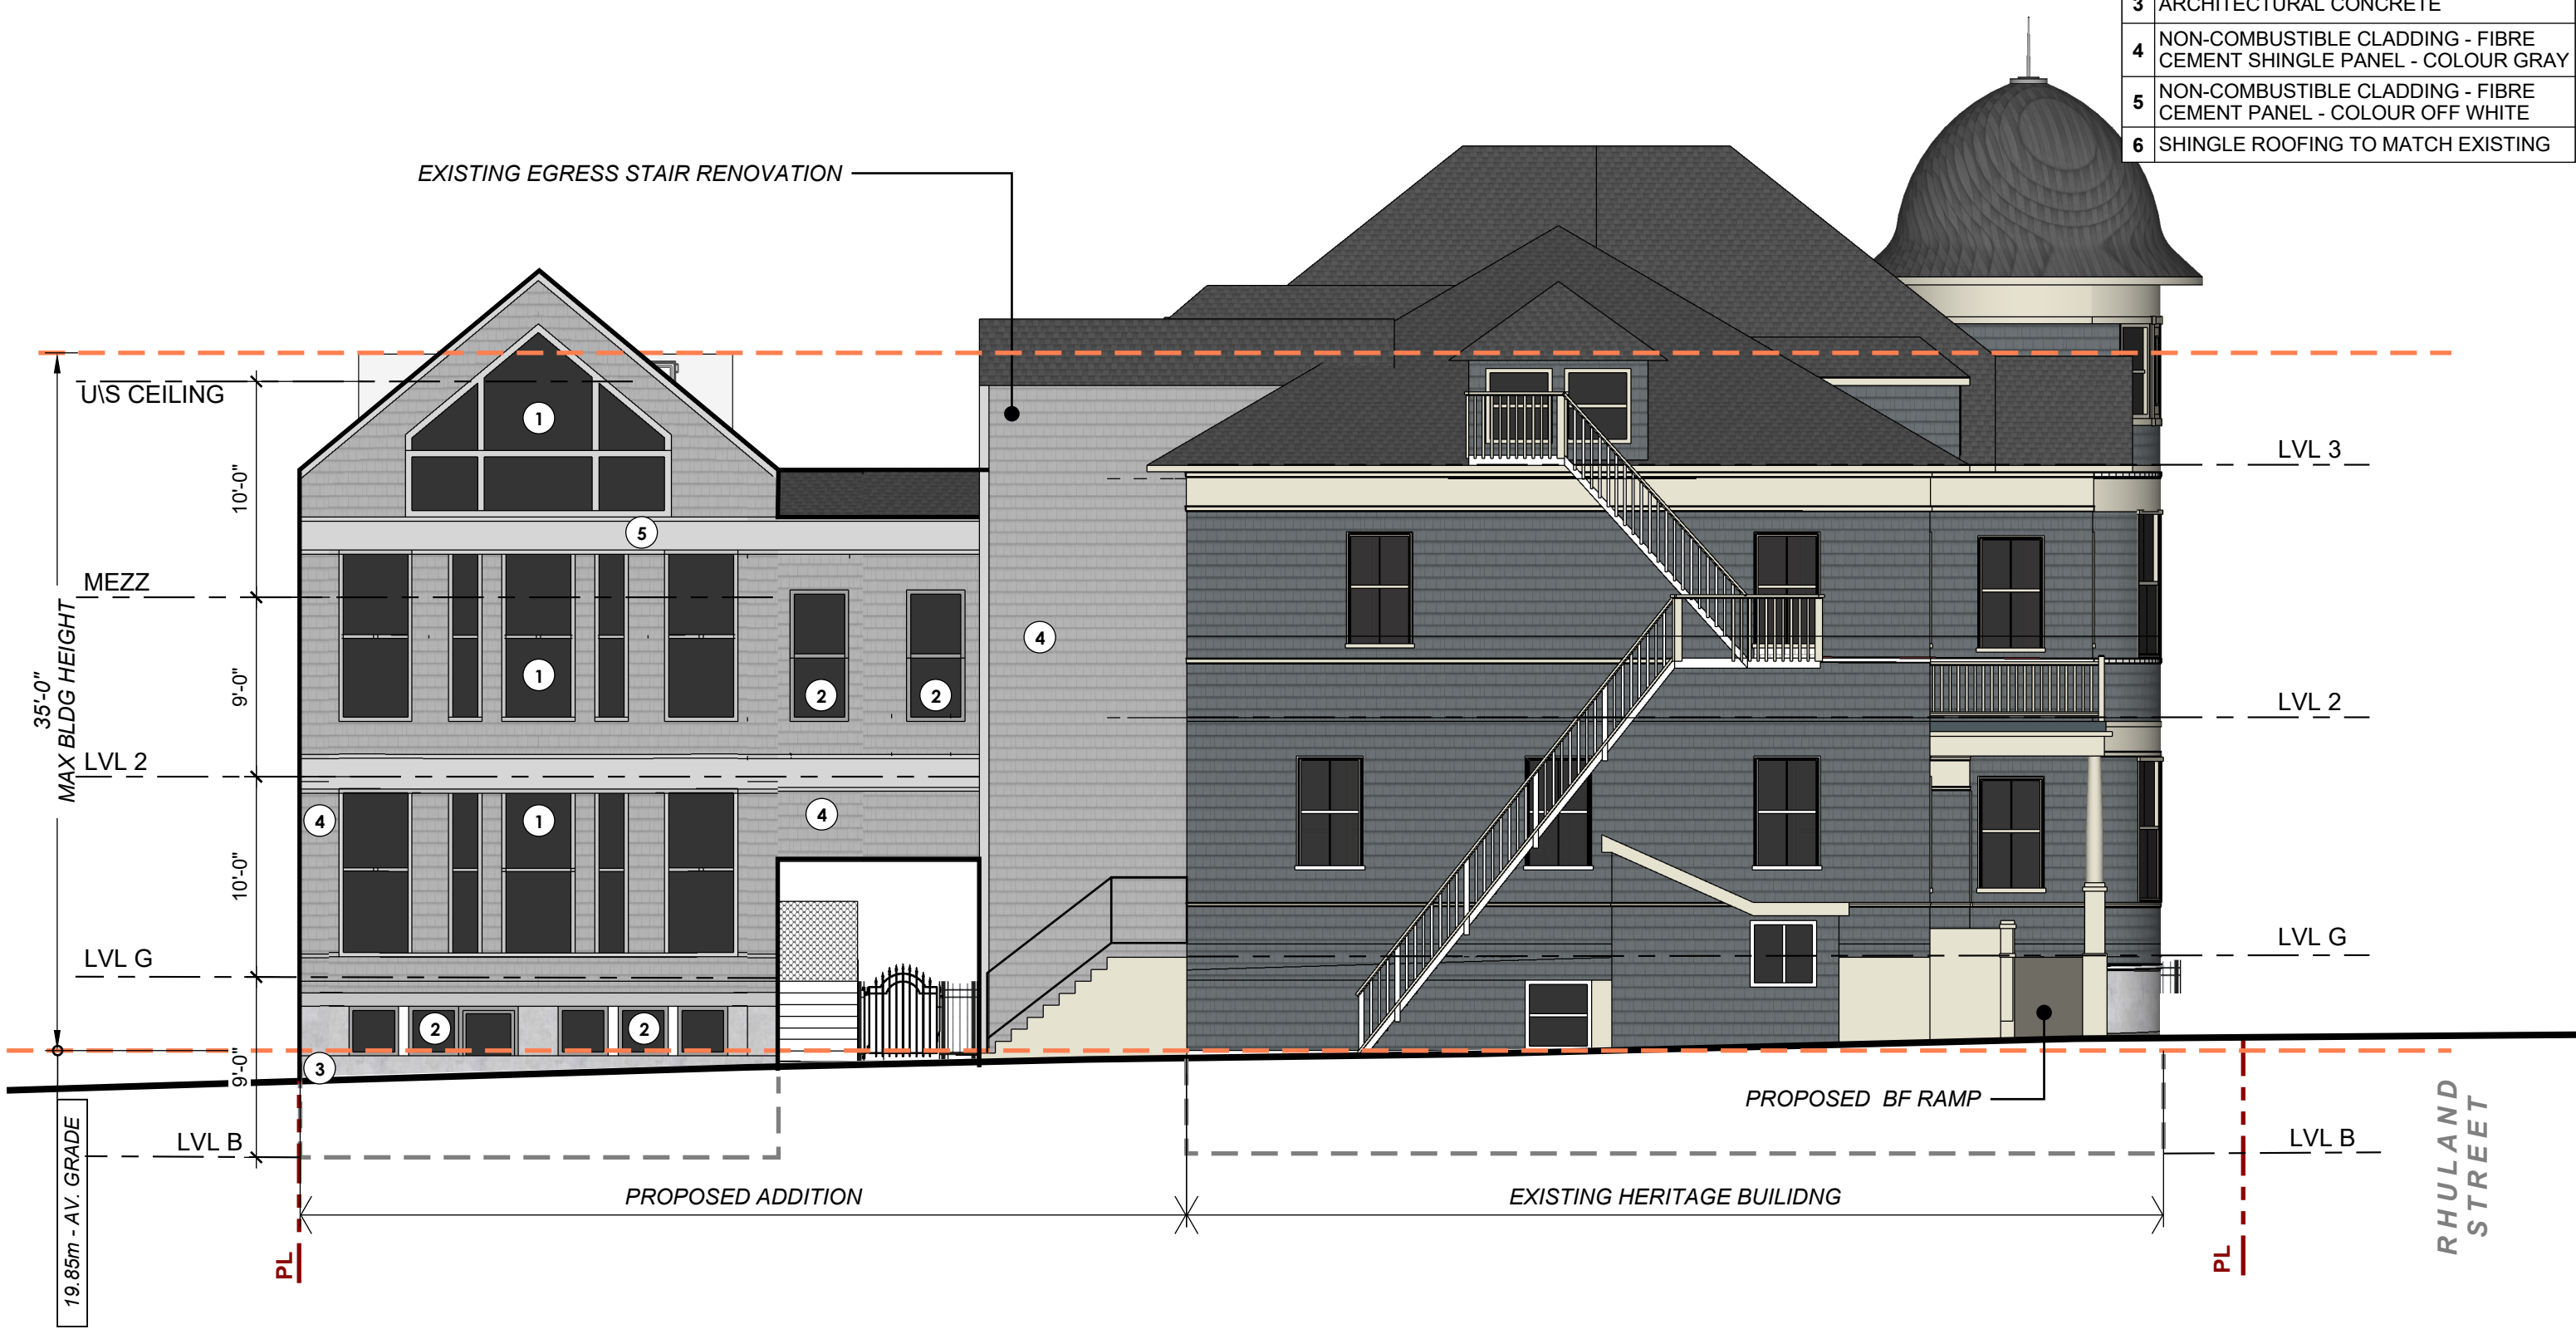 3 ARCHITECTURAL CONCRETE
4 NON-COMBUSTIBLE CLADDING - FIBRE
CEMENT SHINGLE PANEL - COLOUR GRAY
5 NON-COMBUSTIBLE CLADDING - FIBRE
CEMENT PANEL - COLOUR OFF WHITE
6 SHINGLE ROOFING TO MATCH EXISTING
EXISTING EGRESS STAIR RENOVATION
U\S CEILING
1
LVL 3
10'-0"
5
MEZZ
35'-0"
MAX BLDG HEIGHT
9'-0"
1
2
2
4
LVL 2
LVL 2
4
1
4
10'-0"
LVL G
LVL G
2
2
9'-0"
3
PROPOSED BF RAMP
LVL B
LVL B
19.85m - AV. GRADE
PROPOSED ADDITION
EXISTING HERITAGE BUILIDNG
RHULAND
STREET
PL
PL